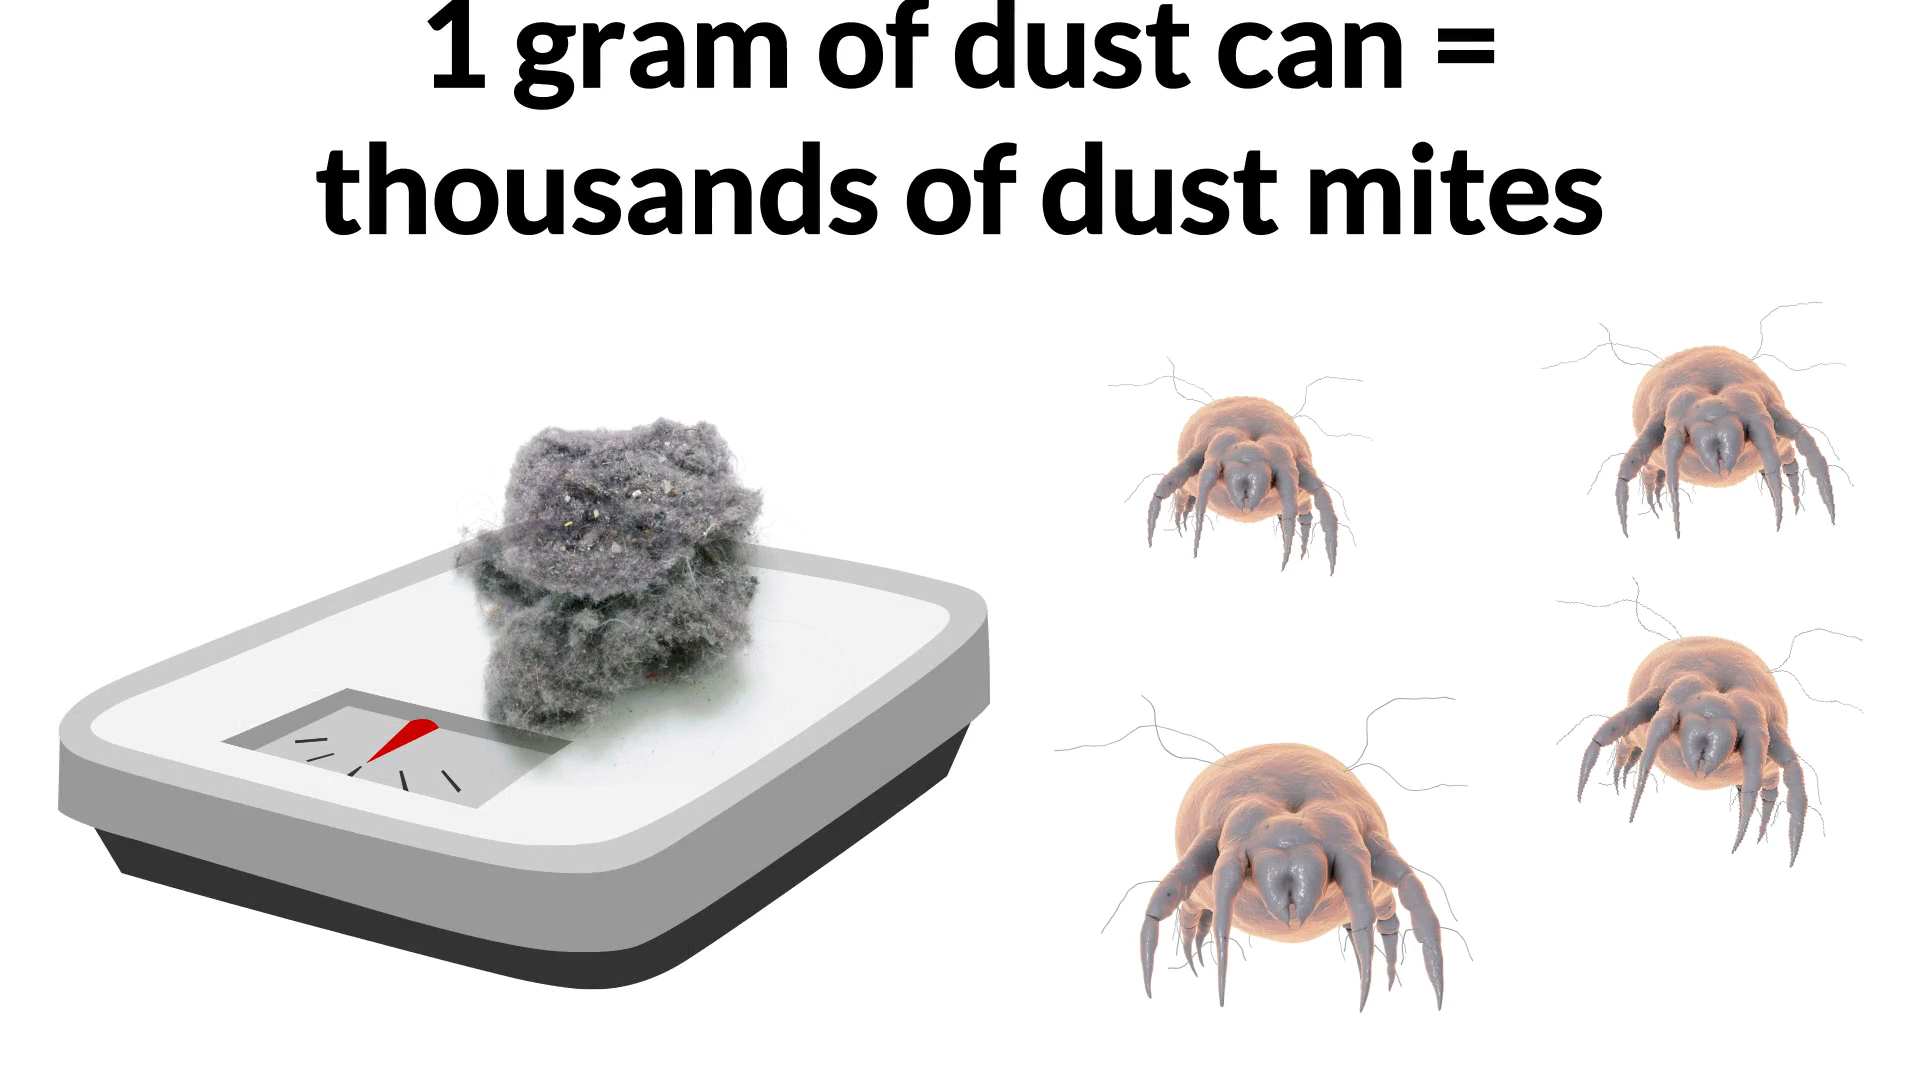 1 gram of dust can =
thousands of dust mites